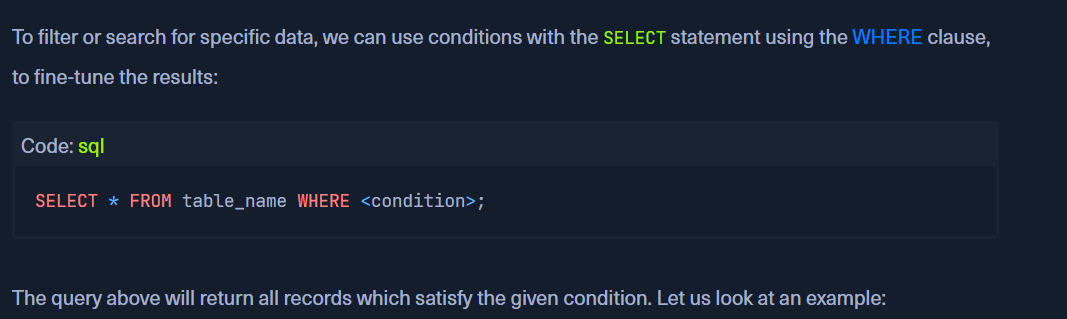 To filter or search for specific data, we can use conditions with the SELECT statement using the WHERE clause,
to fine-tune the results:
Code: sql
SELECT * FROM table_name WHERE <condition>;
The query above will return all records which satisfy the given condition. Let us look at an example: